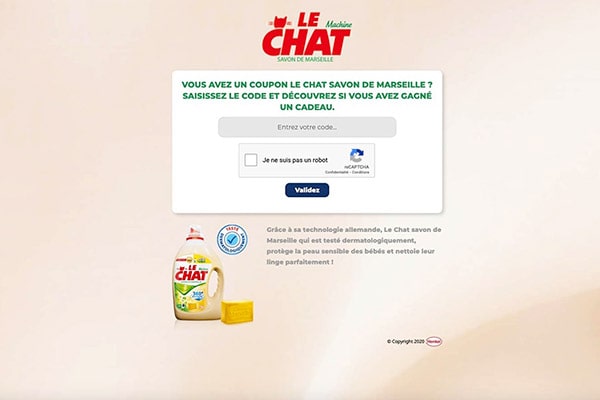 LE
Machine
CHAT
SAVON DE MARSEILLE
VOUS AVEZ UN COUPON LE CHAT SAVON DE MARSEILLE ?
SAISISSEZ LE CODE ET DÉCOUVREZ SI VOUS AVEZ GAGNÉ
UN CADEAU.
Entrez votre code...
Je ne suis pas un robot
reCAPTCHA
Confidentialité - Conditions
Validez
Grâce à sa technologie allemande, Le Chat savon de
Marseille qui est testé dermatologiquement,
protège la peau sensible des bébés et nettoie leur
linge parfaitement !
TESTÉ
DERMATOLOGIQUEMENT
LE
CHAT
© Copyright 2020 Henkel